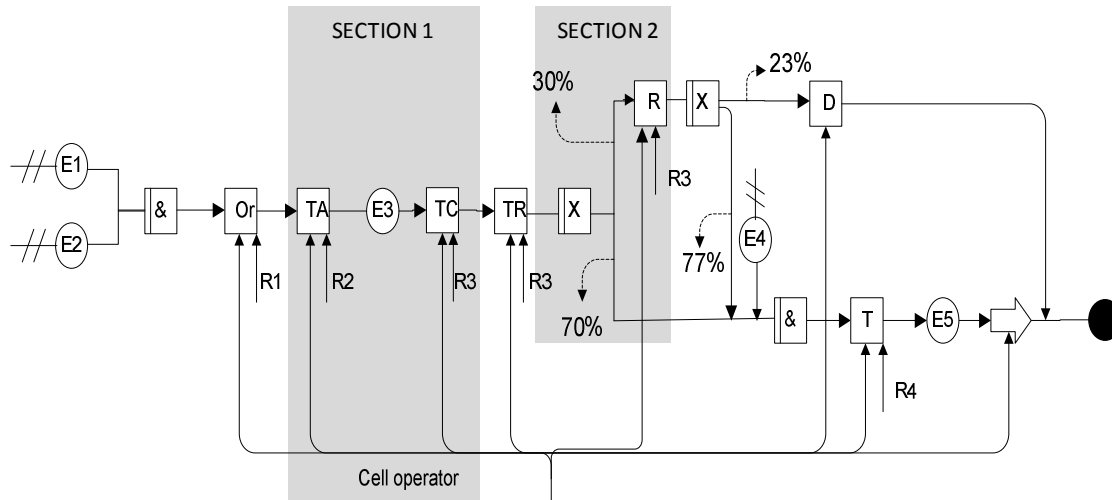 SECTION 1
SECTION 2
23%
30%
R
X
D
E1
R3
&
Or
TA
E3
TC
TR
X
E2
E4
R1
R2
R3
R3
77%
70%
&
T
E5
R4
Cell operator